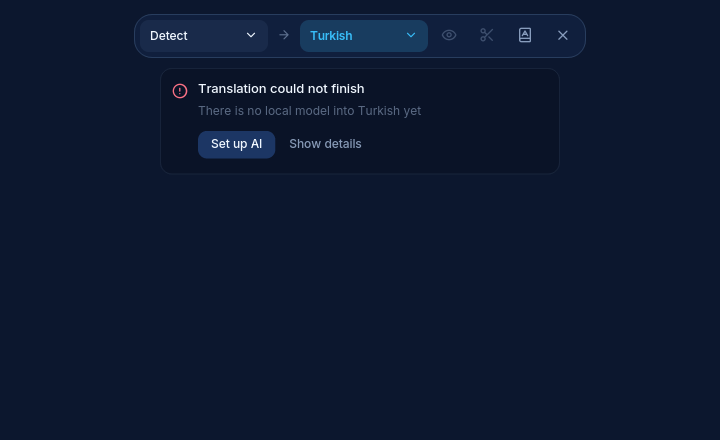 Detect
Turkish
Translation could not finish
There is no local model into Turkish yet
Set up AI
Show details